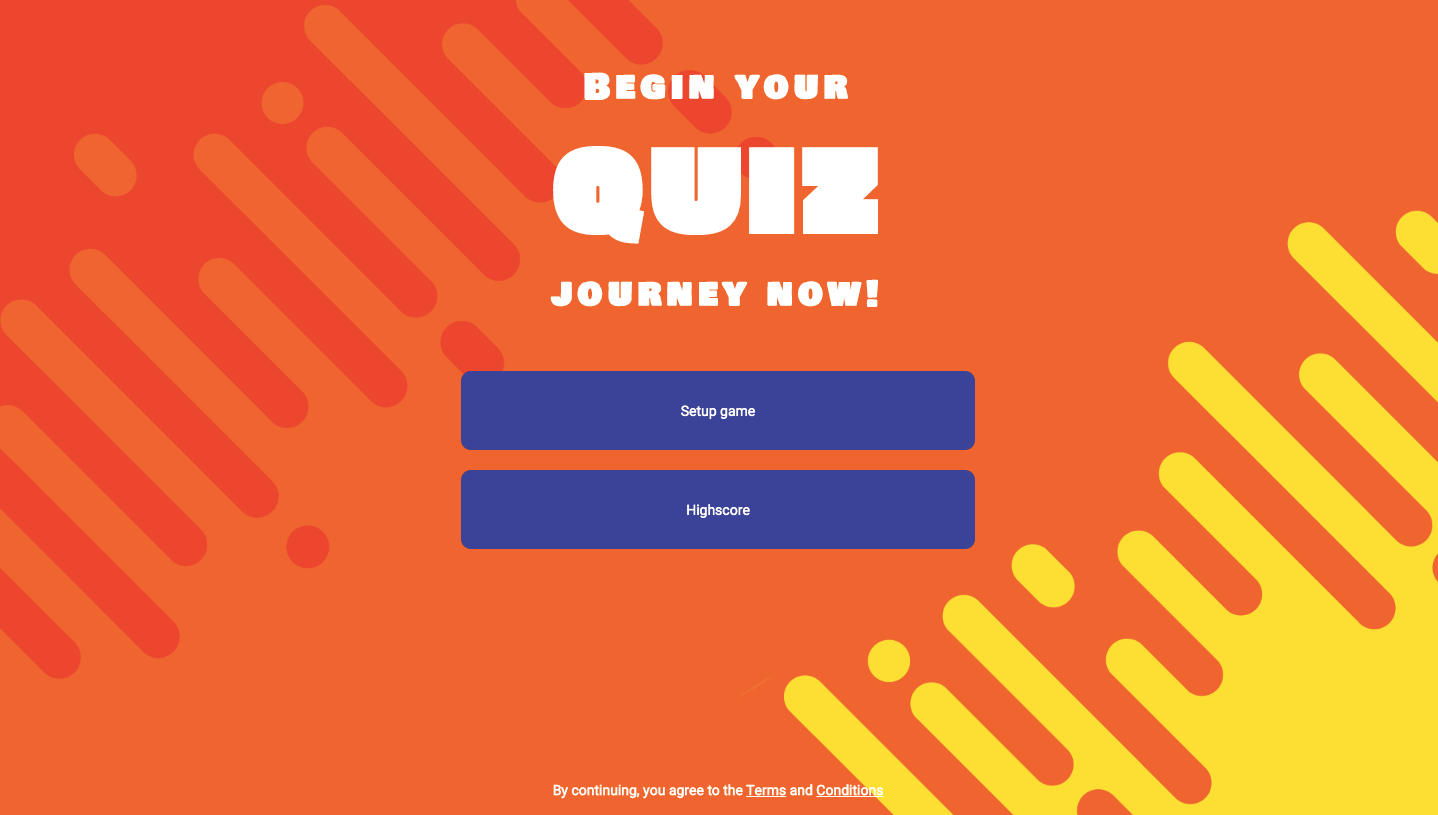 Begin your
QUIZ
journey now!
Setup game
Highscore
By continuing, you agree to the Terms and Conditions